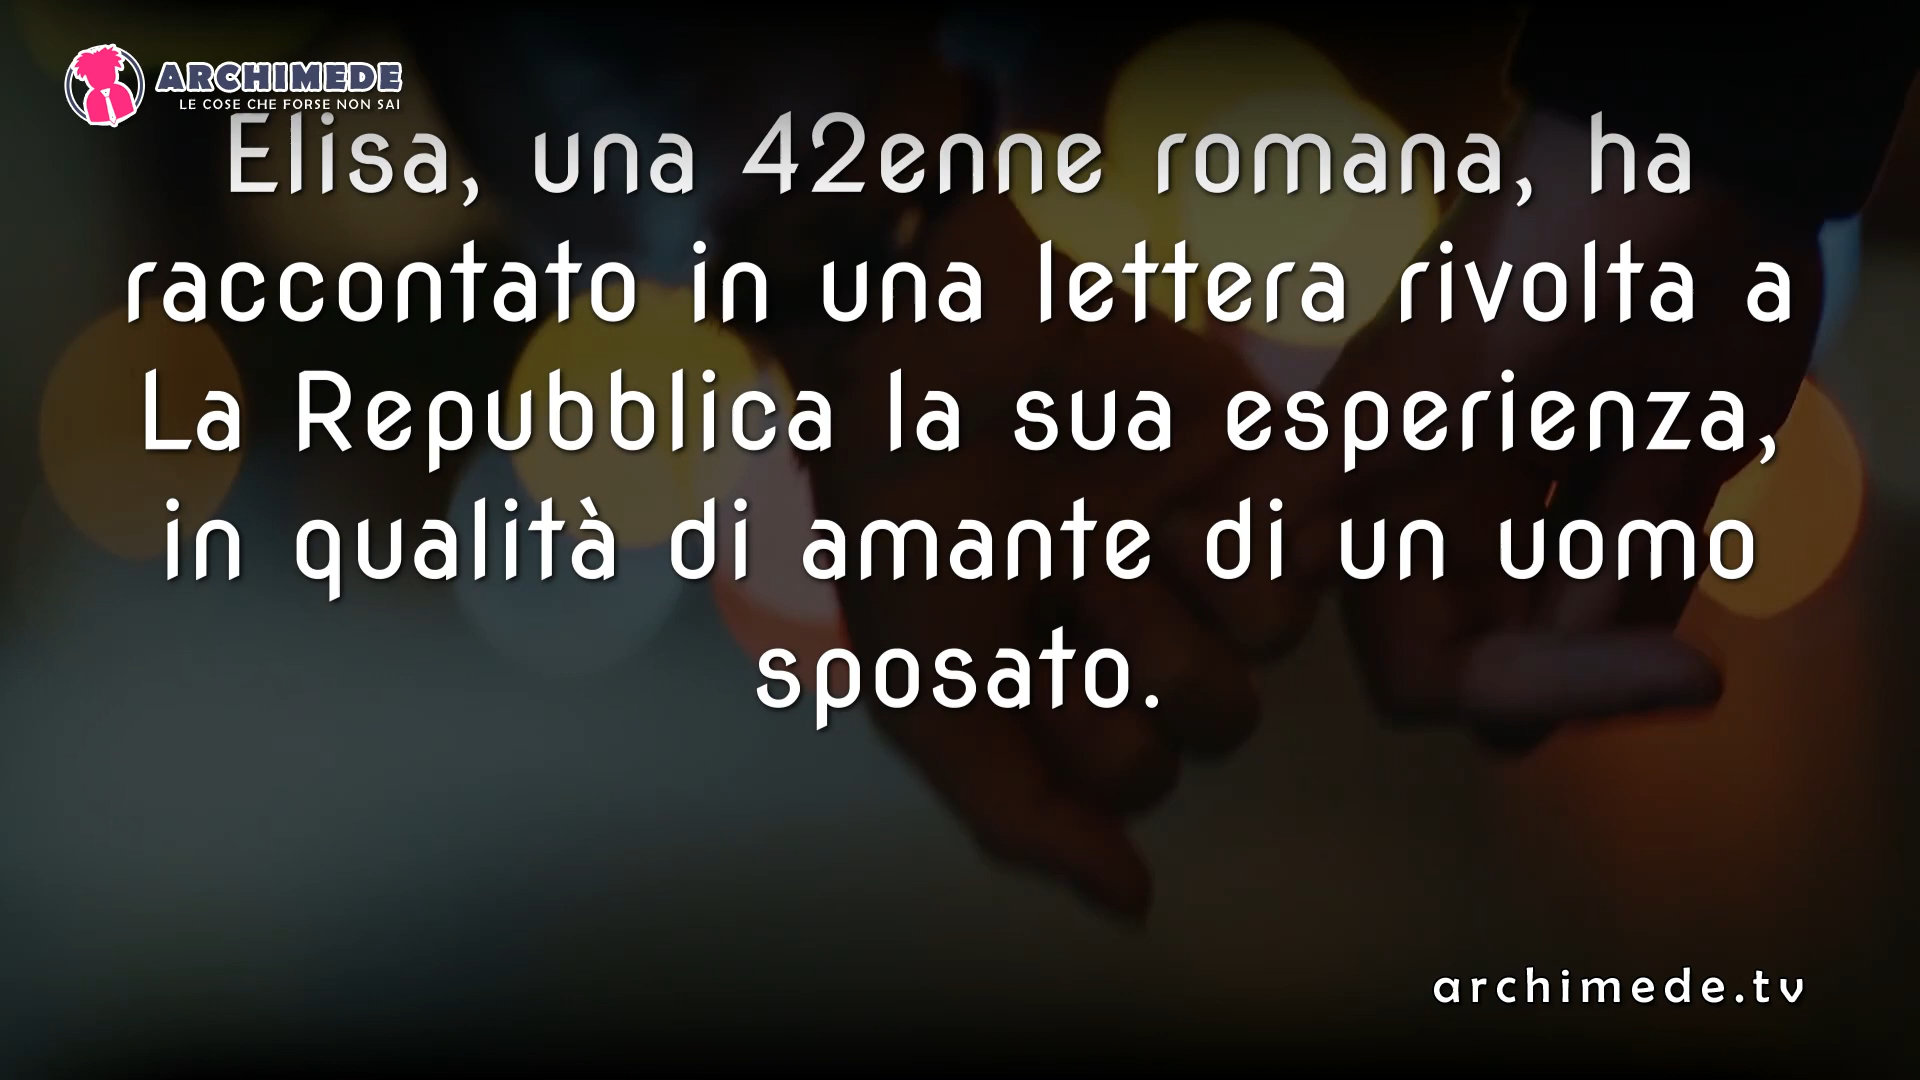 ARCHIMEDE
LE COSE CHE FORSE NON SAI
Elisa, una 42enne romana, ha
raccontato in una lettera rivolta a
La Repubblica la sua esperienza,
in qualità di amante di un uomo
sposato.
archimede.tv